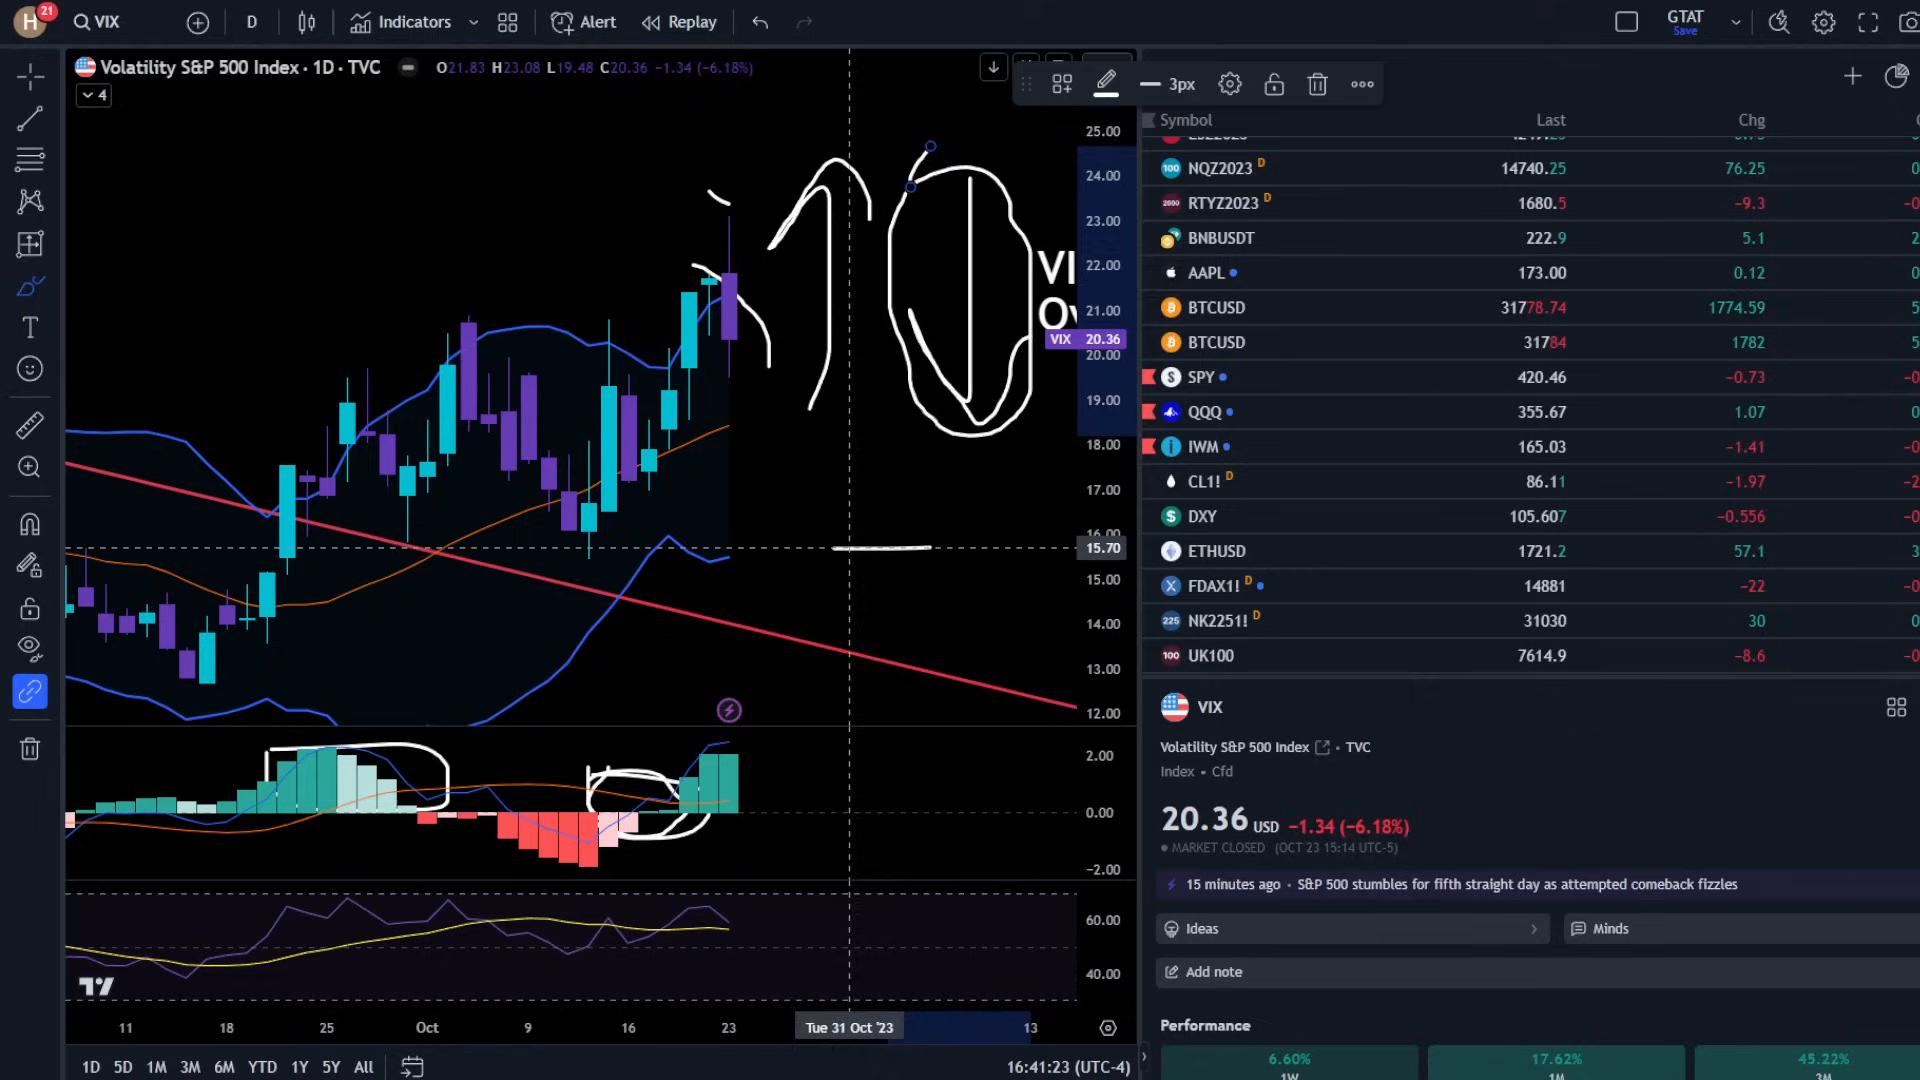 H 21 VIX D Indicators Alert Replay GTAT
Save
Volatility S&P 500 Index · 1D · TVC O21.83 H23.08 L19.48 C20.36 −1.34 (−6.18%)
4
3px
25.00
24.00
23.00
22.00
21.00
VIX 20.36
20.00
19.00
18.00
17.00
15.70
15.00
14.00
13.00
12.00
2.00
0.00
−2.00
60.00
40.00
11 18 25 Oct 9 16 23 Tue 31 Oct '23 13
1D 5D 1M 3M 6M YTD 1Y 5Y All 16:41:23 (UTC-4)
Symbol Last Chg
NQZ2023 D 14740.25 76.25
RTYZ2023 D 1680.5 −9.3
BNBUSDT 222.9 5.1
AAPL 173.00 0.12
BTCUSD 31778.74 1774.59
BTCUSD 31784 1782
SPY 420.46 −0.73
QQQ 355.67 1.07
IWM 165.03 −1.41
CL1! D 86.11 −1.97
DXY 105.607 −0.556
ETHUSD 1721.2 57.1
FDAX1! D 14881 −22
NK2251! D 31030 30
UK100 7614.9 −8.6
VIX
Volatility S&P 500 Index · TVC
Index · Cfd
20.36 USD −1.34 (−6.18%)
MARKET CLOSED (OCT 23 15:14 UTC-5)
15 minutes ago · S&P 500 stumbles for fifth straight day as attempted comeback fizzles
Ideas Minds
Add note
Performance
6.60% 17.62% 45.22%
1W 1M 3M